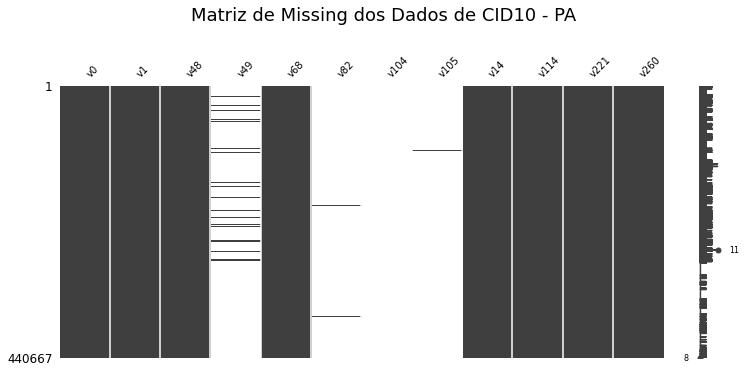 Matriz de Missing dos Dados de CID10 - PA
v0 v1 v48 v49 v68 v82 v104 v105 v14 v114 v221 v260
1
11
440667
8